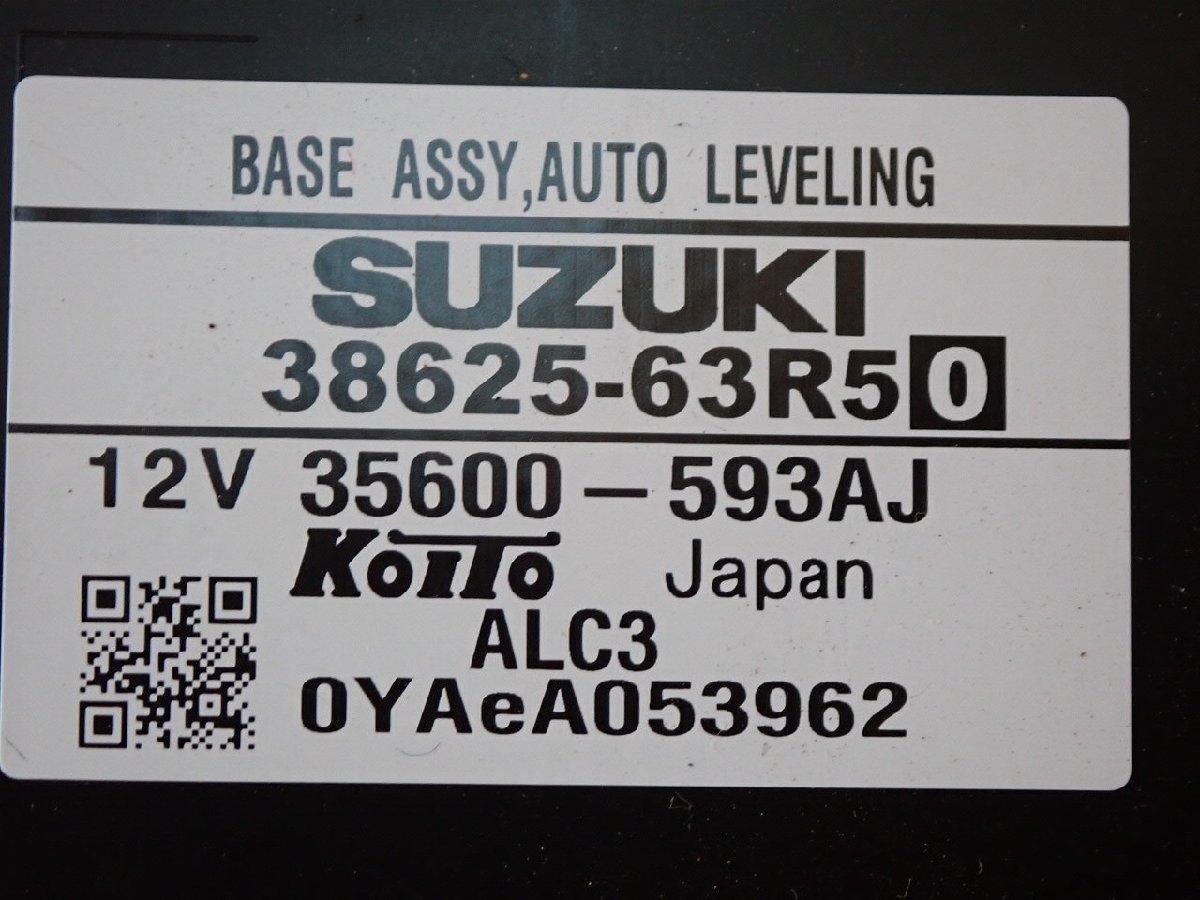 BASE ASSY,AUTO LEVELING
SUZUKI
38625-63R50
12V 35600-593AJ
KOITO Japan
ALC3
0YAeA053962